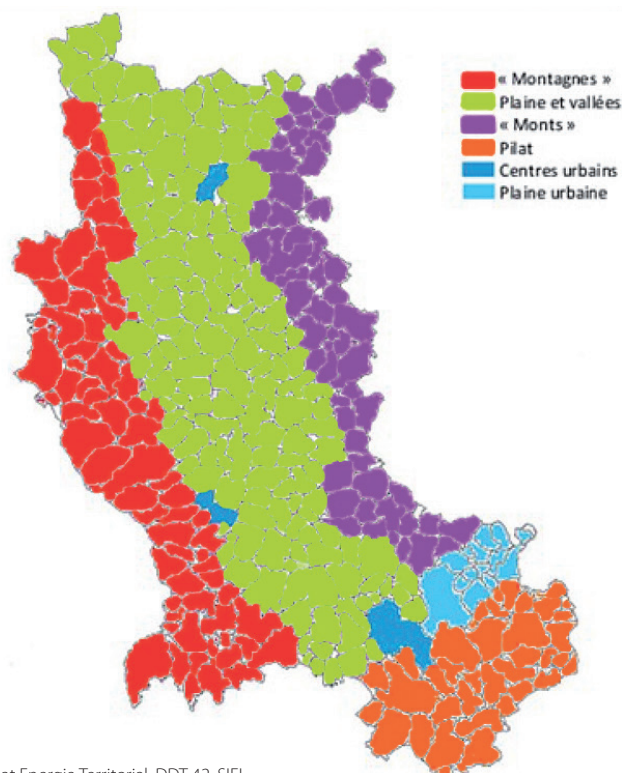 « Montagnes »
Plaine et vallées
« Monts »
Pilat
Centres urbains
Plaine urbaine
et Energie Territorial, DDT 42, SIEL